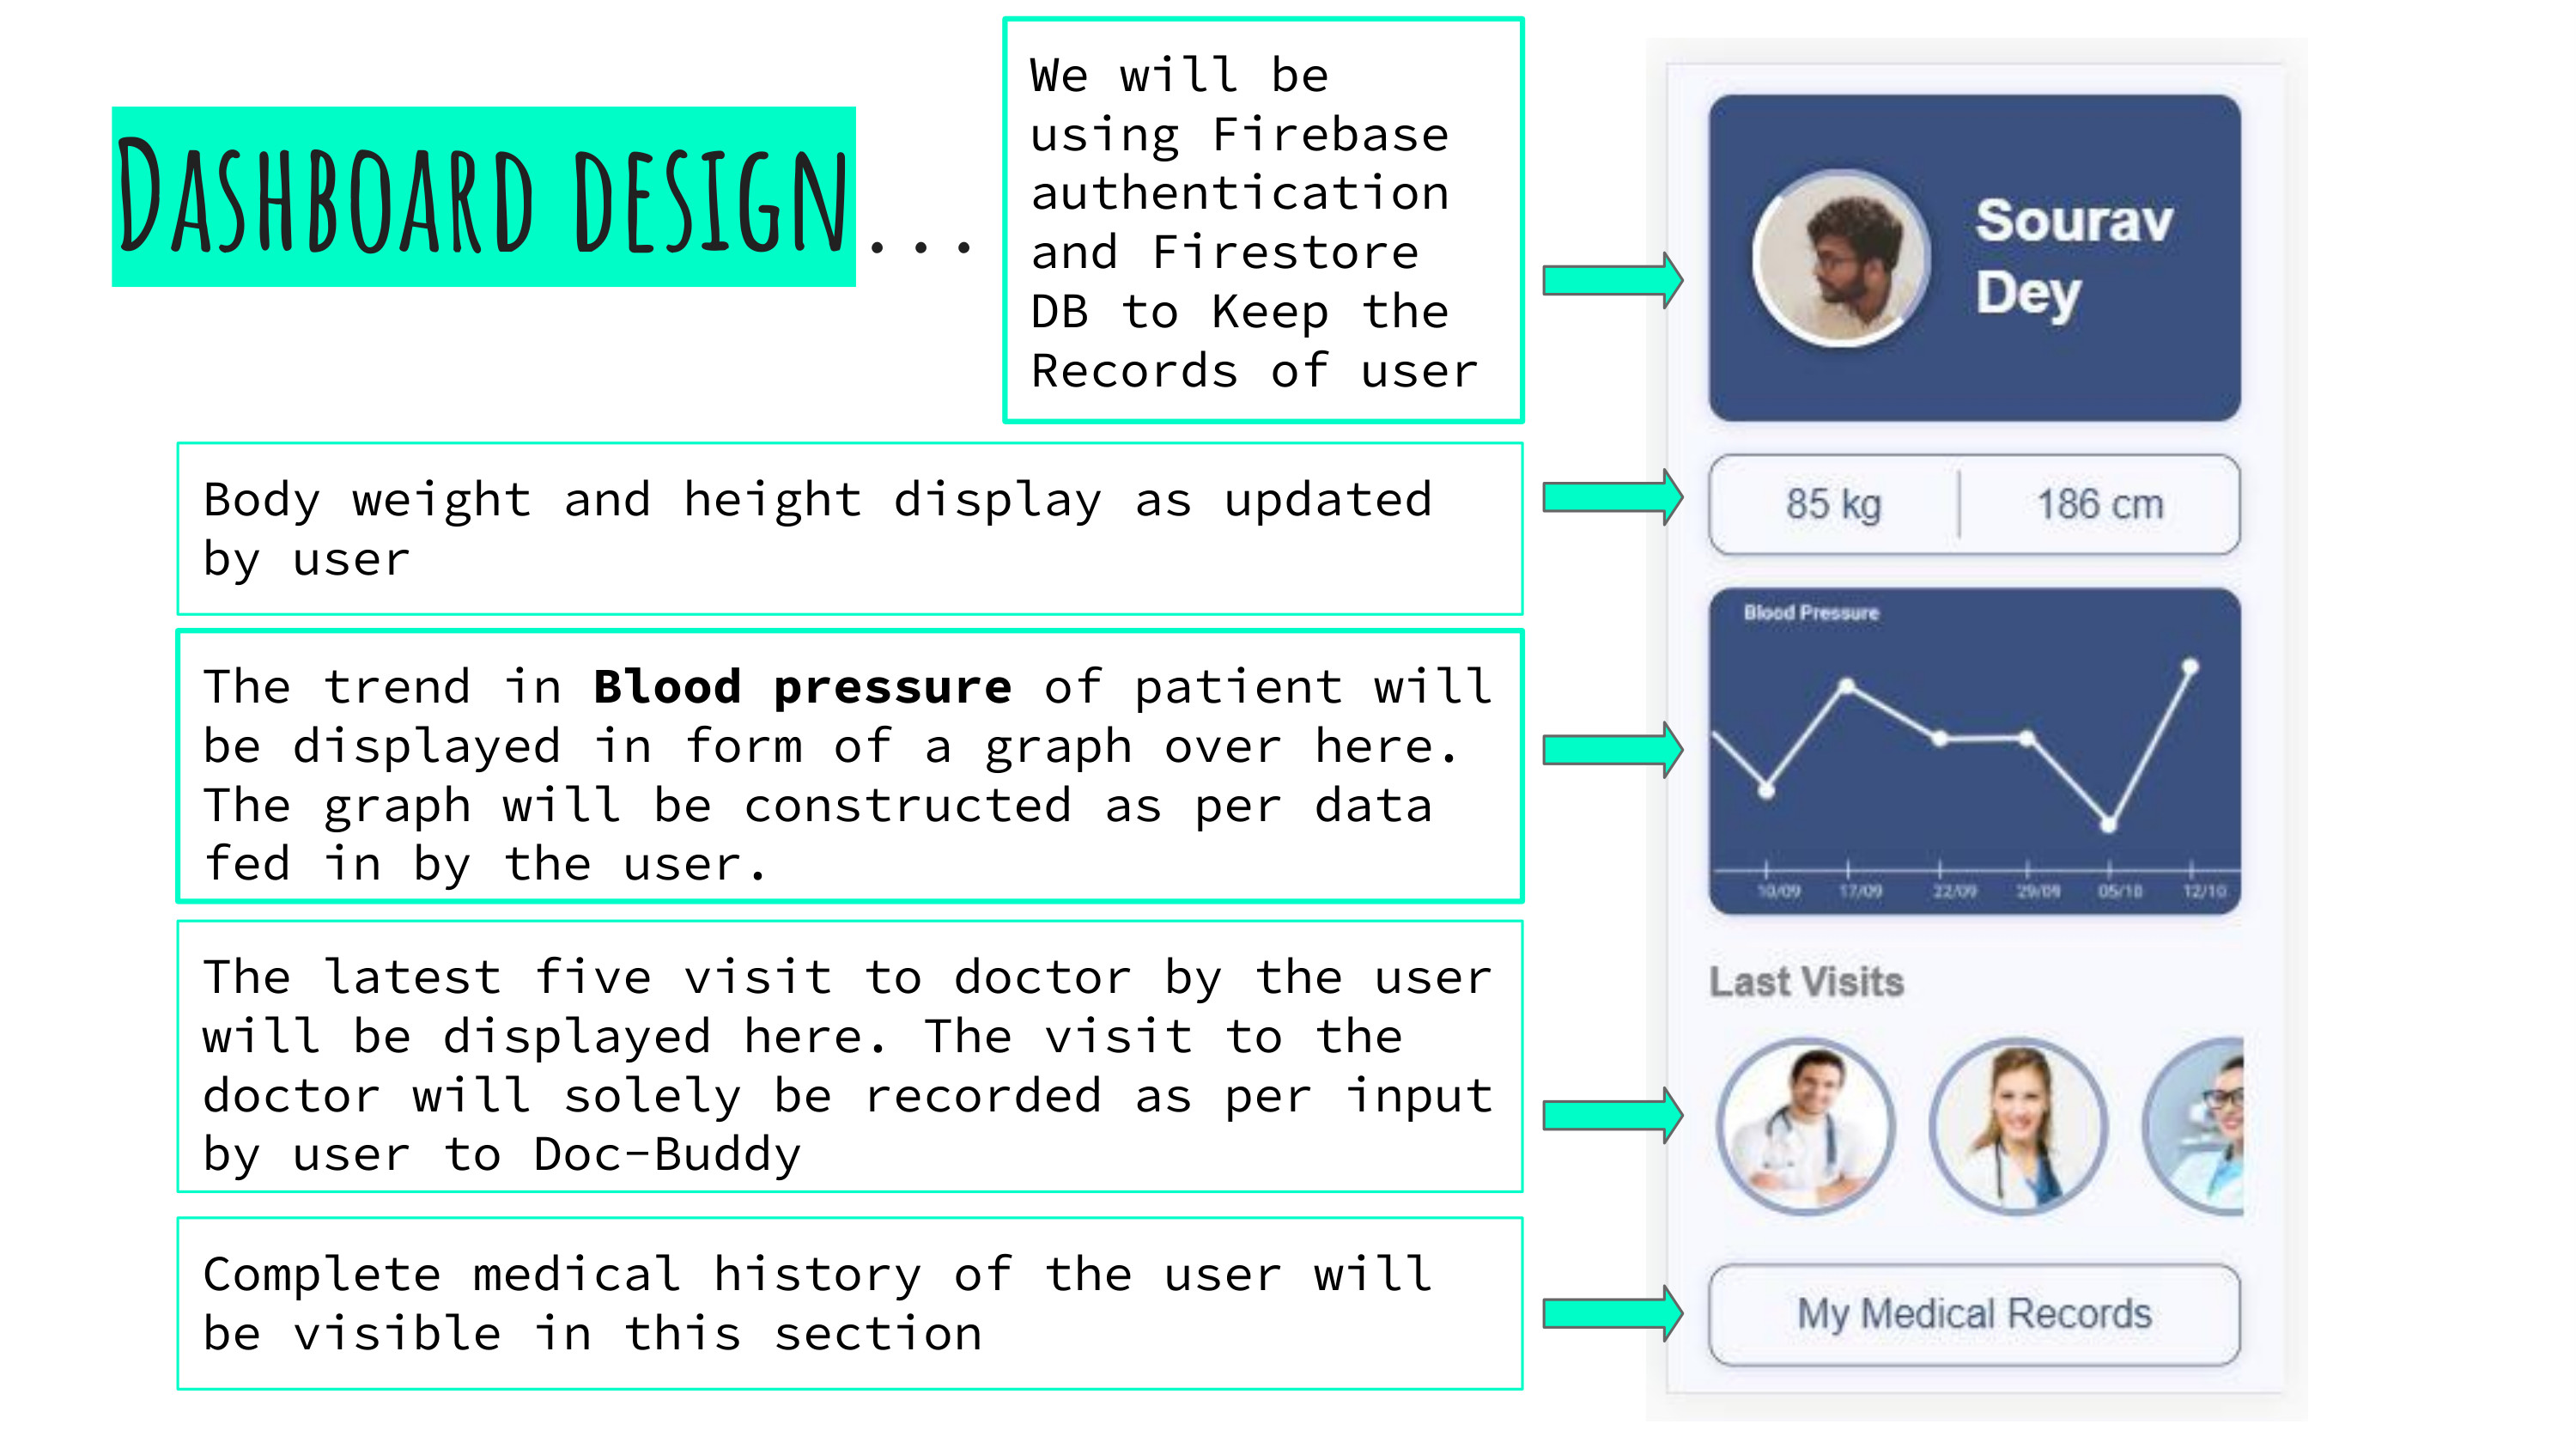 Dashboard design...
We will be
using Firebase
authentication
and Firestore
DB to Keep the
Records of user
Body weight and height display as updated
by user
The trend in Blood pressure of patient will
be displayed in form of a graph over here.
The graph will be constructed as per data
fed in by the user.
The latest five visit to doctor by the user
will be displayed here. The visit to the
doctor will solely be recorded as per input
by user to Doc-Buddy
Complete medical history of the user will
be visible in this section
Sourav
Dey
85 kg | 186 cm
Blood Pressure
10/09 17/09 22/09 29/09 05/10 12/10
Last Visits
My Medical Records